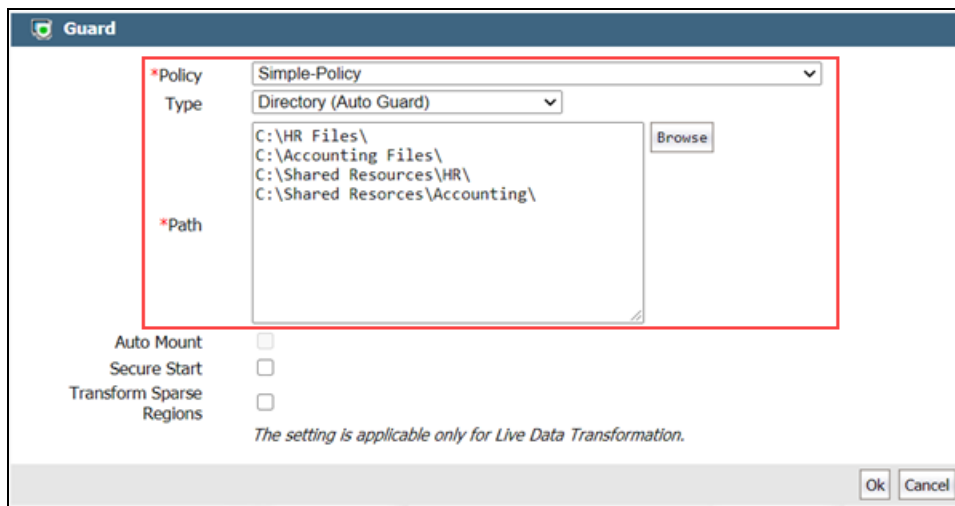 Guard
*Policy
Simple-Policy
Type
Directory (Auto Guard)
*Path
C:\HR Files\
C:\Accounting Files\
C:\Shared Resources\HR\
C:\Shared Resorces\Accounting\
Browse
Auto Mount
Secure Start
Transform Sparse
Regions
The setting is applicable only for Live Data Transformation.
Ok
Cancel